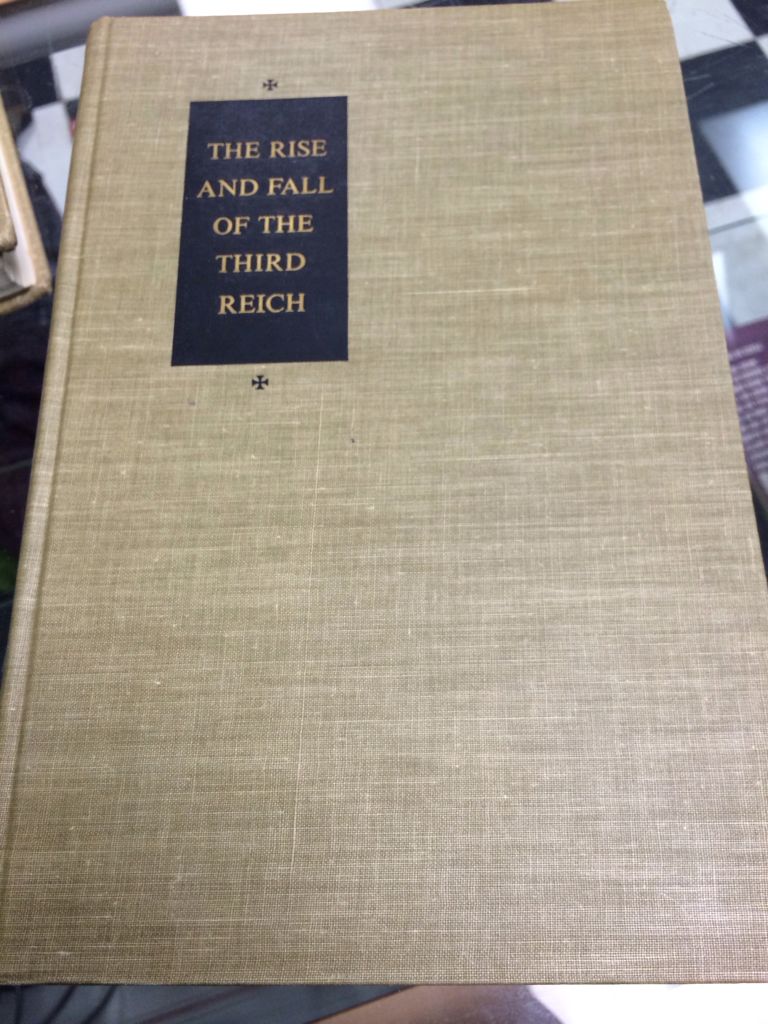 THE RISE
AND FALL
OF THE
THIRD
REICH